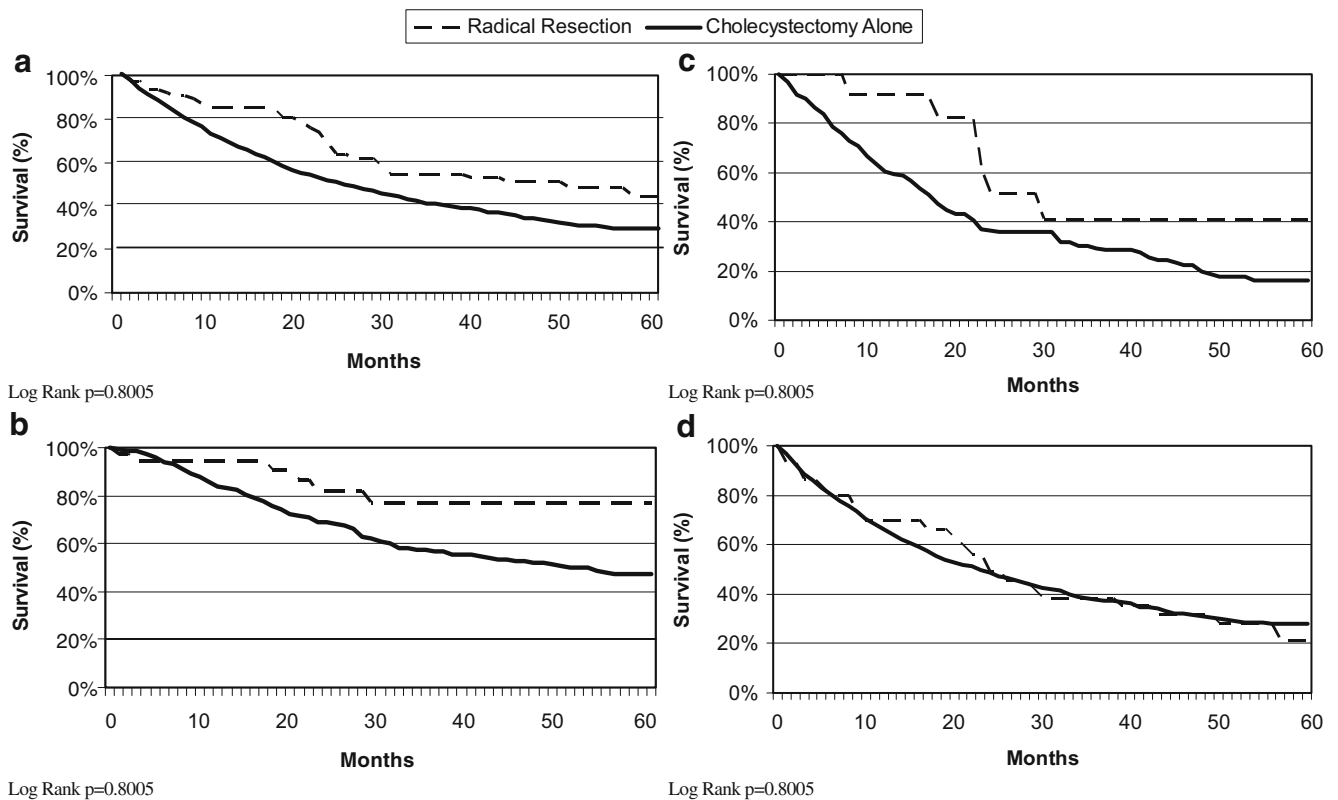 Radical Resection Cholecystectomy Alone
a
100%
80%
60%
40%
20%
0%
Survival (%)
0 10 20 30 40 50 60
Months
Log Rank p=0.8005
c
100%
80%
60%
40%
20%
0%
Survival (%)
0 10 20 30 40 50 60
Months
Log Rank p=0.8005
b
100%
80%
60%
40%
20%
0%
Survival (%)
0 10 20 30 40 50 60
Months
Log Rank p=0.8005
d
100%
80%
60%
40%
20%
0%
Survival (%)
0 10 20 30 40 50 60
Months
Log Rank p=0.8005